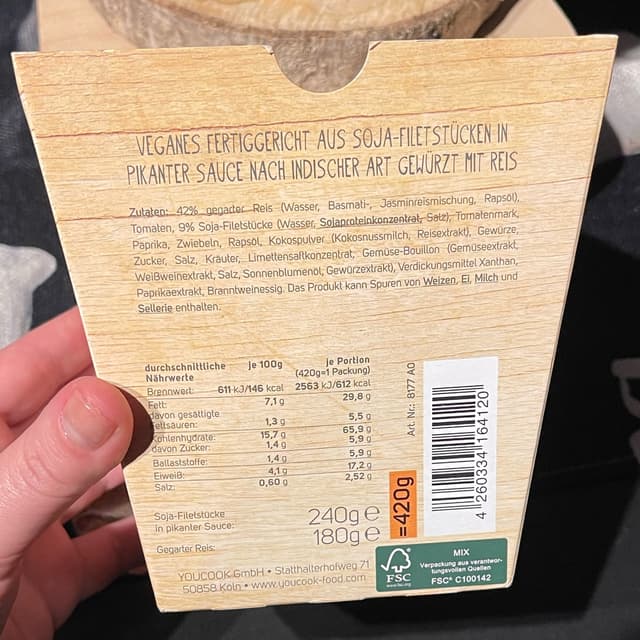 VEGANES FERTIGGERICHT AUS SOJA-FILETSTÜCKEN IN
PIKANTER SAUCE NACH INDISCHER ART GEWÜRZT MIT REIS
Zutaten: 42% gegarter Reis (Wasser, Basmati-, Jasminreismischung, Rapsöl),
Tomaten, 9% Soja-Filetstücke (Wasser, Sojaproteinkonzentrat, Salz), Tomatenmark,
Paprika, Zwiebeln, Rapsöl, Kokospulver (Kokosnussmilch, Reisextrakt), Gewürze,
Zucker, Salz, Kräuter, Limettensaftkonzentrat, Gemüse-Bouillon (Gemüseextrakt,
Weißweinextrakt, Salz, Sonnenblumenöl, Gewürzextrakt), Verdickungsmittel Xanthan,
Paprikaextrakt, Branntweinessig. Das Produkt kann Spuren von Weizen, Ei, Milch und
Sellerie enthalten.
durchschnittliche je 100g je Portion
Nährwerte (420g=1 Packung)
Brennwert: 611 kJ/146 kcal 2563 kJ/612 kcal
Fett: 7,1 g 29,8 g
davon gesättigte
Fettsäuren: 1,3 g 5,5 g
Kohlenhydrate: 15,7 g 65,9 g
davon Zucker: 1,4 g 5,9 g
Ballaststoffe: 1,4 g 5,9 g
Eiweiß: 4,1 g 17,2 g
Salz: 0,60 g 2,52 g
Art. Nr.: 8177 A0
4 260334 164120
Soja-Filetstücke
in pikanter Sauce: 240g e
Gegarter Reis: 180g e
=420g
YOUCOOK GmbH • Statthalterhofweg 71
50858 Köln • www.youcook-food.com
FSC
www.fsc.org
MIX
Verpackung aus verantwor-
tungsvollen Quellen
FSC® C100142